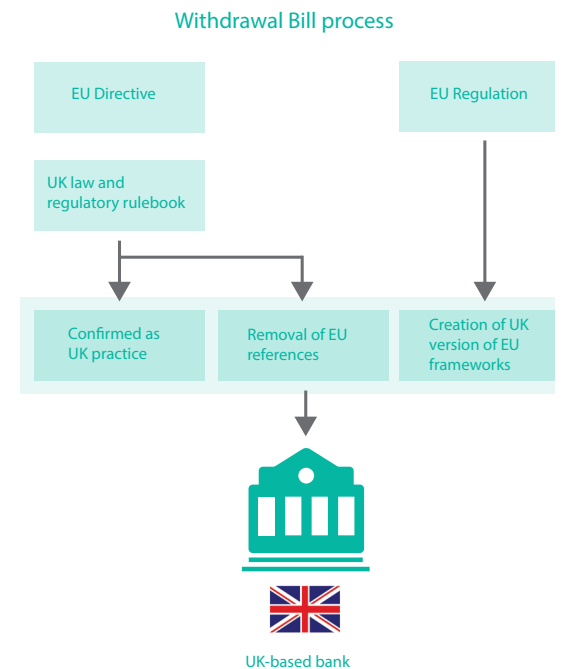 Withdrawal Bill process
EU Directive
EU Regulation
UK law and
regulatory rulebook
Confirmed as
UK practice
Removal of EU
references
Creation of UK
version of EU
frameworks
UK-based bank